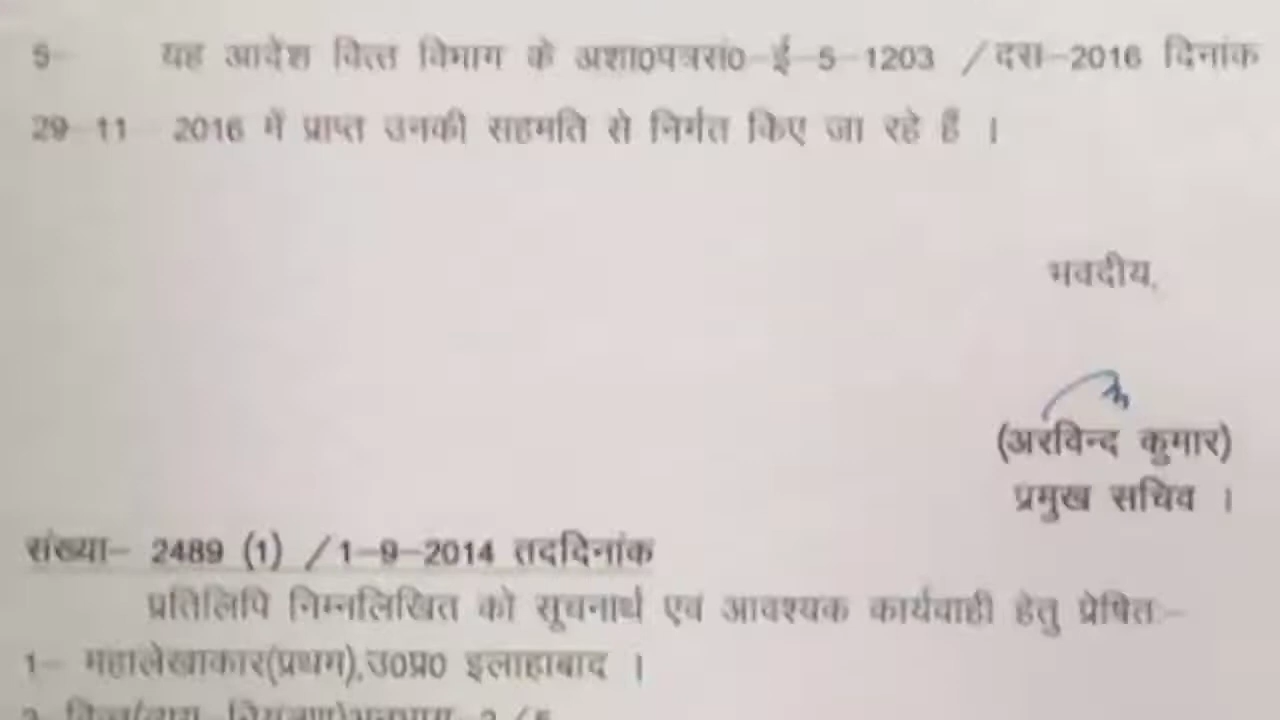 5- यह आदेश वित्त विभाग के अशा0पत्रसं0-ई-5-1203 /दस-2016 दिनांक
29-11- 2016 में प्राप्त उनकी सहमति से निर्गत किए जा रहे हैं ।
भवदीय,
(अरविन्द कुमार)
प्रमुख सचिव ।
संख्या- 2489 (1) /1-9-2014 तददिनांक
प्रतिलिपि निम्नलिखित को सूचनार्थ एवं आवश्यक कार्यवाही हेतु प्रेषित:-
1- महालेखाकार(प्रथम),उ0प्र0 इलाहाबाद ।